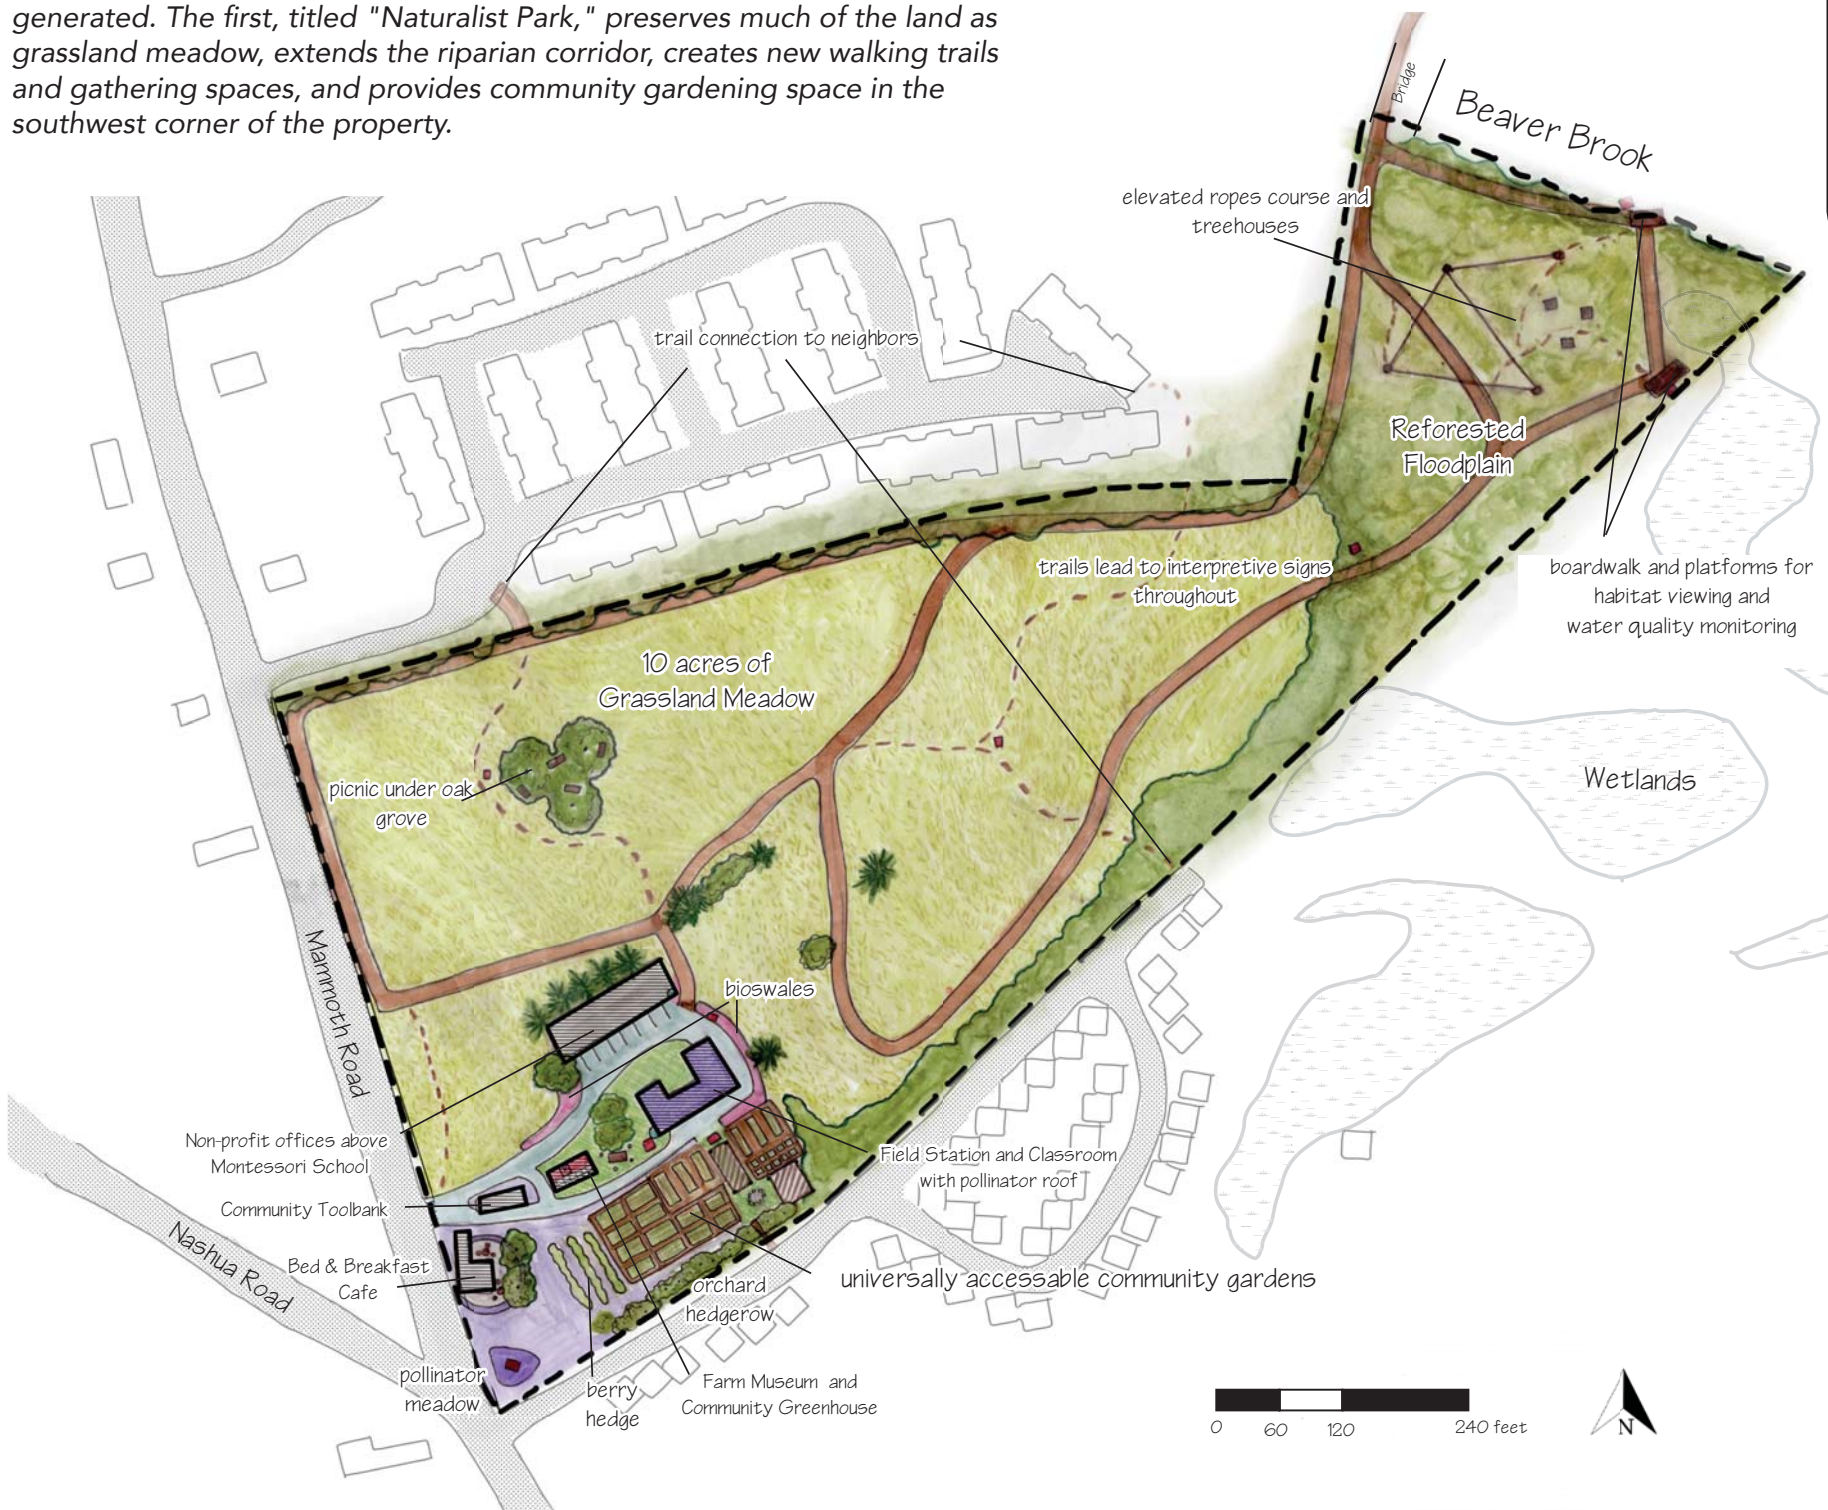 generated. The first, titled "Naturalist Park," preserves much of the land as
grassland meadow, extends the riparian corridor, creates new walking trails
and gathering spaces, and provides community gardening space in the
southwest corner of the property.
Bridge
Beaver Brook
elevated ropes course and
treehouses
trail connection to neighbors
Reforested
Floodplain
trails lead to interpretive signs
throughout
boardwalk and platforms for
habitat viewing and
water quality monitoring
10 acres of
Grassland Meadow
Wetlands
picnic under oak
grove
Mammoth Road
bioswales
Non-profit offices above
Montessori School
Field Station and Classroom
with pollinator roof
Community Toolbank
Nashua Road
Bed & Breakfast
Cafe
universally accessable community gardens
orchard
hedgerow
pollinator
meadow
berry
hedge
Farm Museum and
Community Greenhouse
0 60 120 240 feet
N